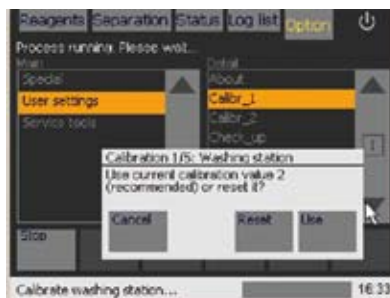 Reagents Separation Status Log list Option
Process running. Please wait...
Main Detail
Special About
User settings Calibr_1
Service tools Calibr_2
Check_up
Calibration 1/5: Washing station
Use current calibration value 2
(recommended) or reset it?
Cancel Reset Use
Stop
Calibrate washing station... 16:33